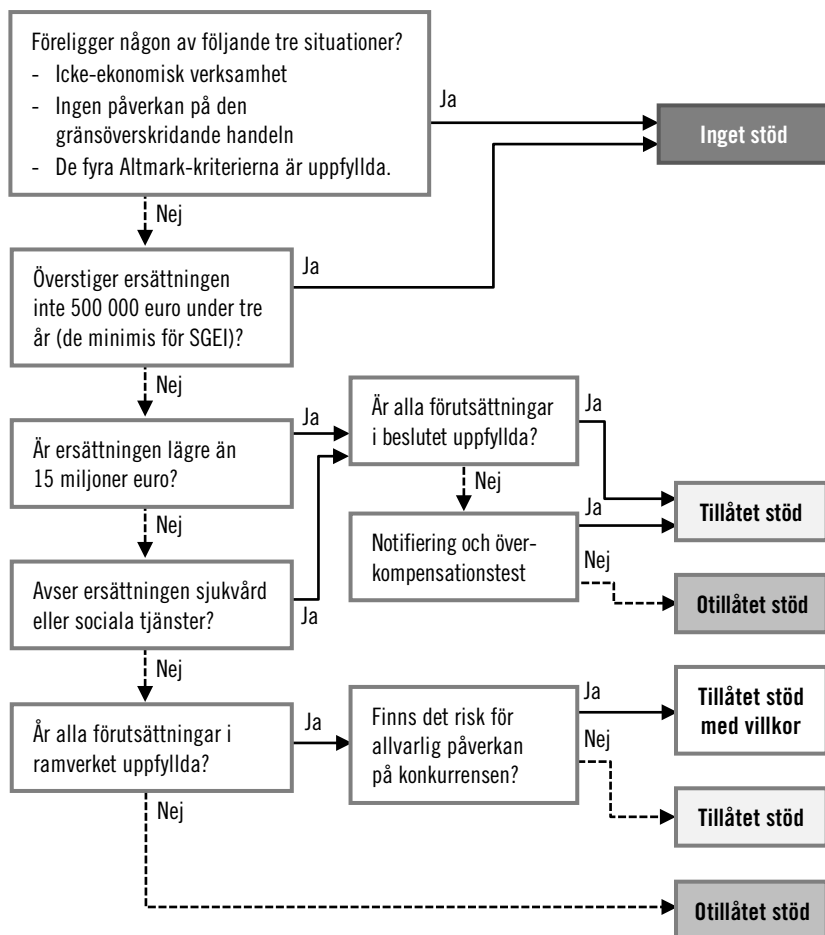 Föreligger någon av följande tre situationer?
- Icke-ekonomisk verksamhet
- Ingen påverkan på den
gränsöverskridande handeln
- De fyra Altmark-kriterierna är uppfyllda.
Ja
Inget stöd
Nej
Överstiger ersättningen
inte 500 000 euro under tre
år (de minimis för SGEI)?
Ja
Nej
Är ersättningen lägre än
15 miljoner euro?
Ja
Är alla förutsättningar
i beslutet uppfyllda?
Ja
Nej
Nej
Notifiering och över-
kompensationstest
Ja
Nej
Tillåtet stöd
Otillåtet stöd
Avser ersättningen sjukvård
eller sociala tjänster?
Ja
Nej
Är alla förutsättningar i
ramverket uppfyllda?
Ja
Nej
Finns det risk för
allvarlig påverkan
på konkurrensen?
Ja
Nej
Tillåtet stöd
med villkor
Tillåtet stöd
Otillåtet stöd